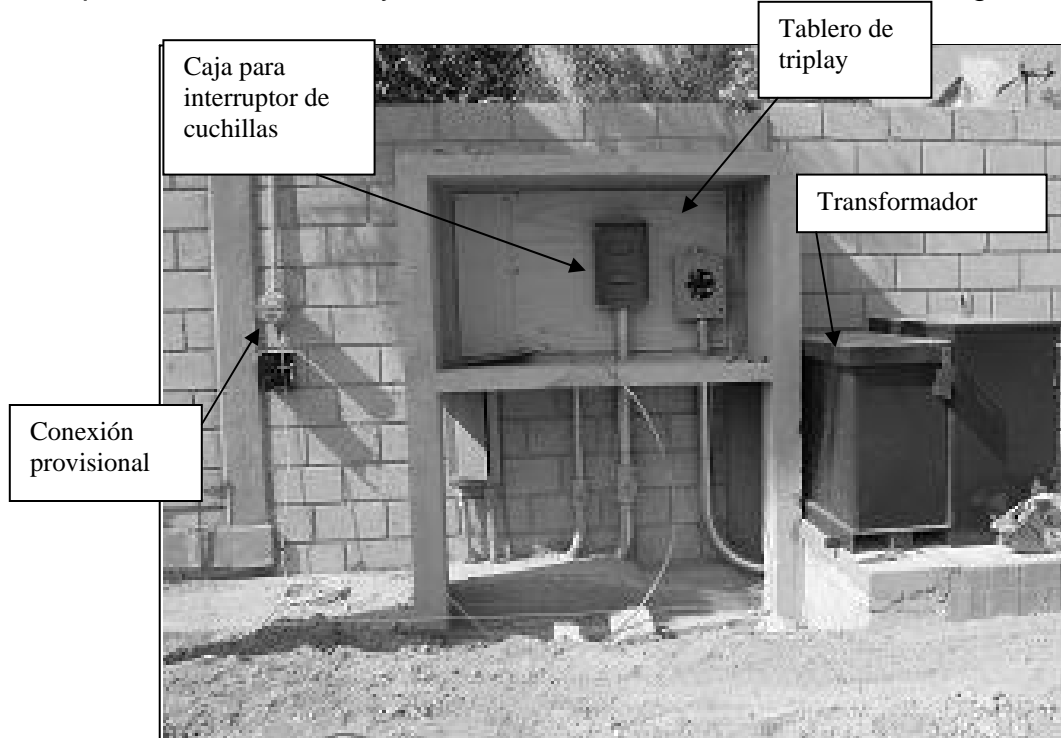 Tablero de
triplay
Caja para
interruptor de
cuchillas
Transformador
Conexión
provisional